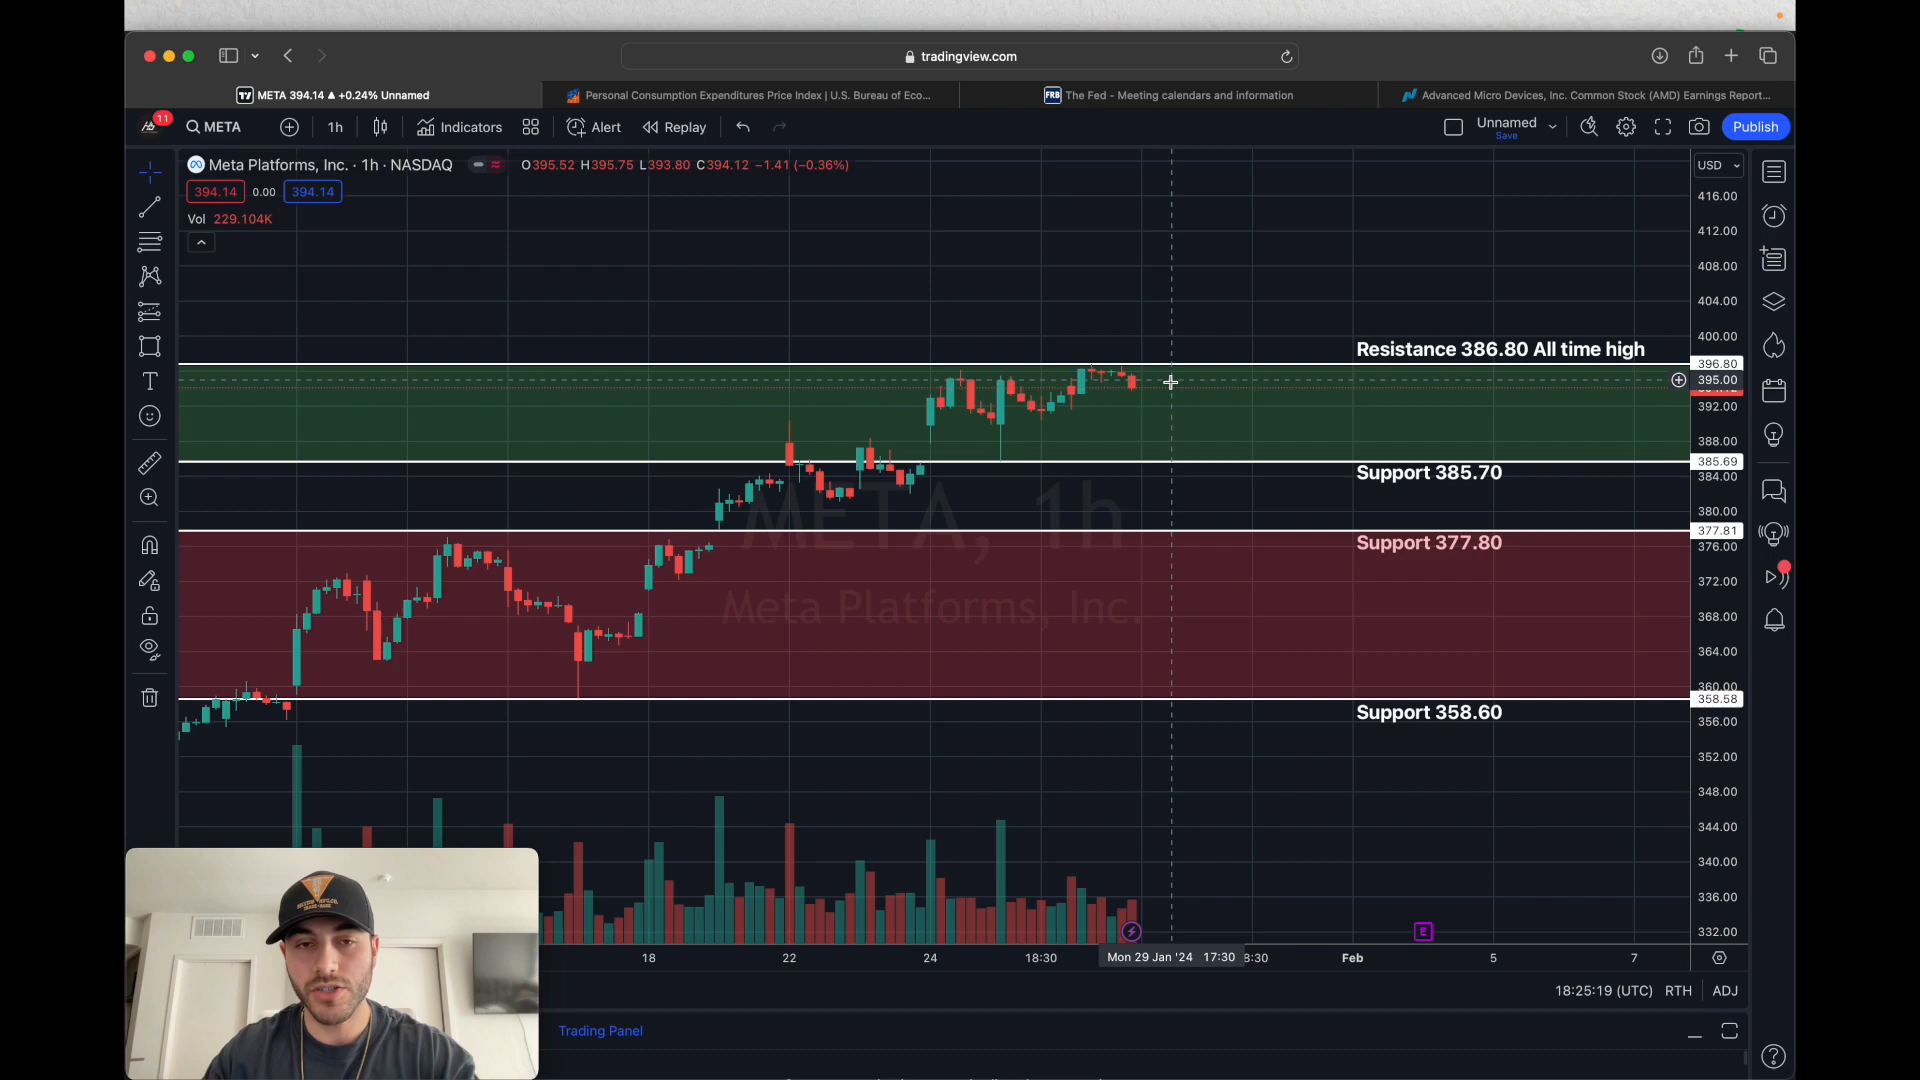 tradingview.com
META 394.14 ▲ +0.24% Unnamed
Personal Consumption Expenditures Price Index | U.S. Bureau of Eco...
FRB The Fed - Meeting calendars and information
Advanced Micro Devices, Inc. Common Stock (AMD) Earnings Report...
11
META
1h
Indicators
Alert
Replay
Unnamed
Save
Publish
Meta Platforms, Inc. · 1h · NASDAQ
O395.52 H395.75 L393.80 C394.12 −1.41 (−0.36%)
USD
394.14 0.00 394.14
416.00
Vol 229.104K
412.00
408.00
404.00
400.00
Resistance 386.80 All time high
396.80
395.00
392.00
388.00
385.69
Support 385.70
384.00
META, 1h
380.00
377.81
Support 377.80
376.00
372.00
Meta Platforms, Inc.
368.00
364.00
360.00
358.58
Support 358.60
356.00
352.00
348.00
344.00
340.00
336.00
E
332.00
18
22
24
18:30
Mon 29 Jan '24 17:30
8:30
Feb
5
7
18:25:19 (UTC)
RTH
ADJ
Trading Panel